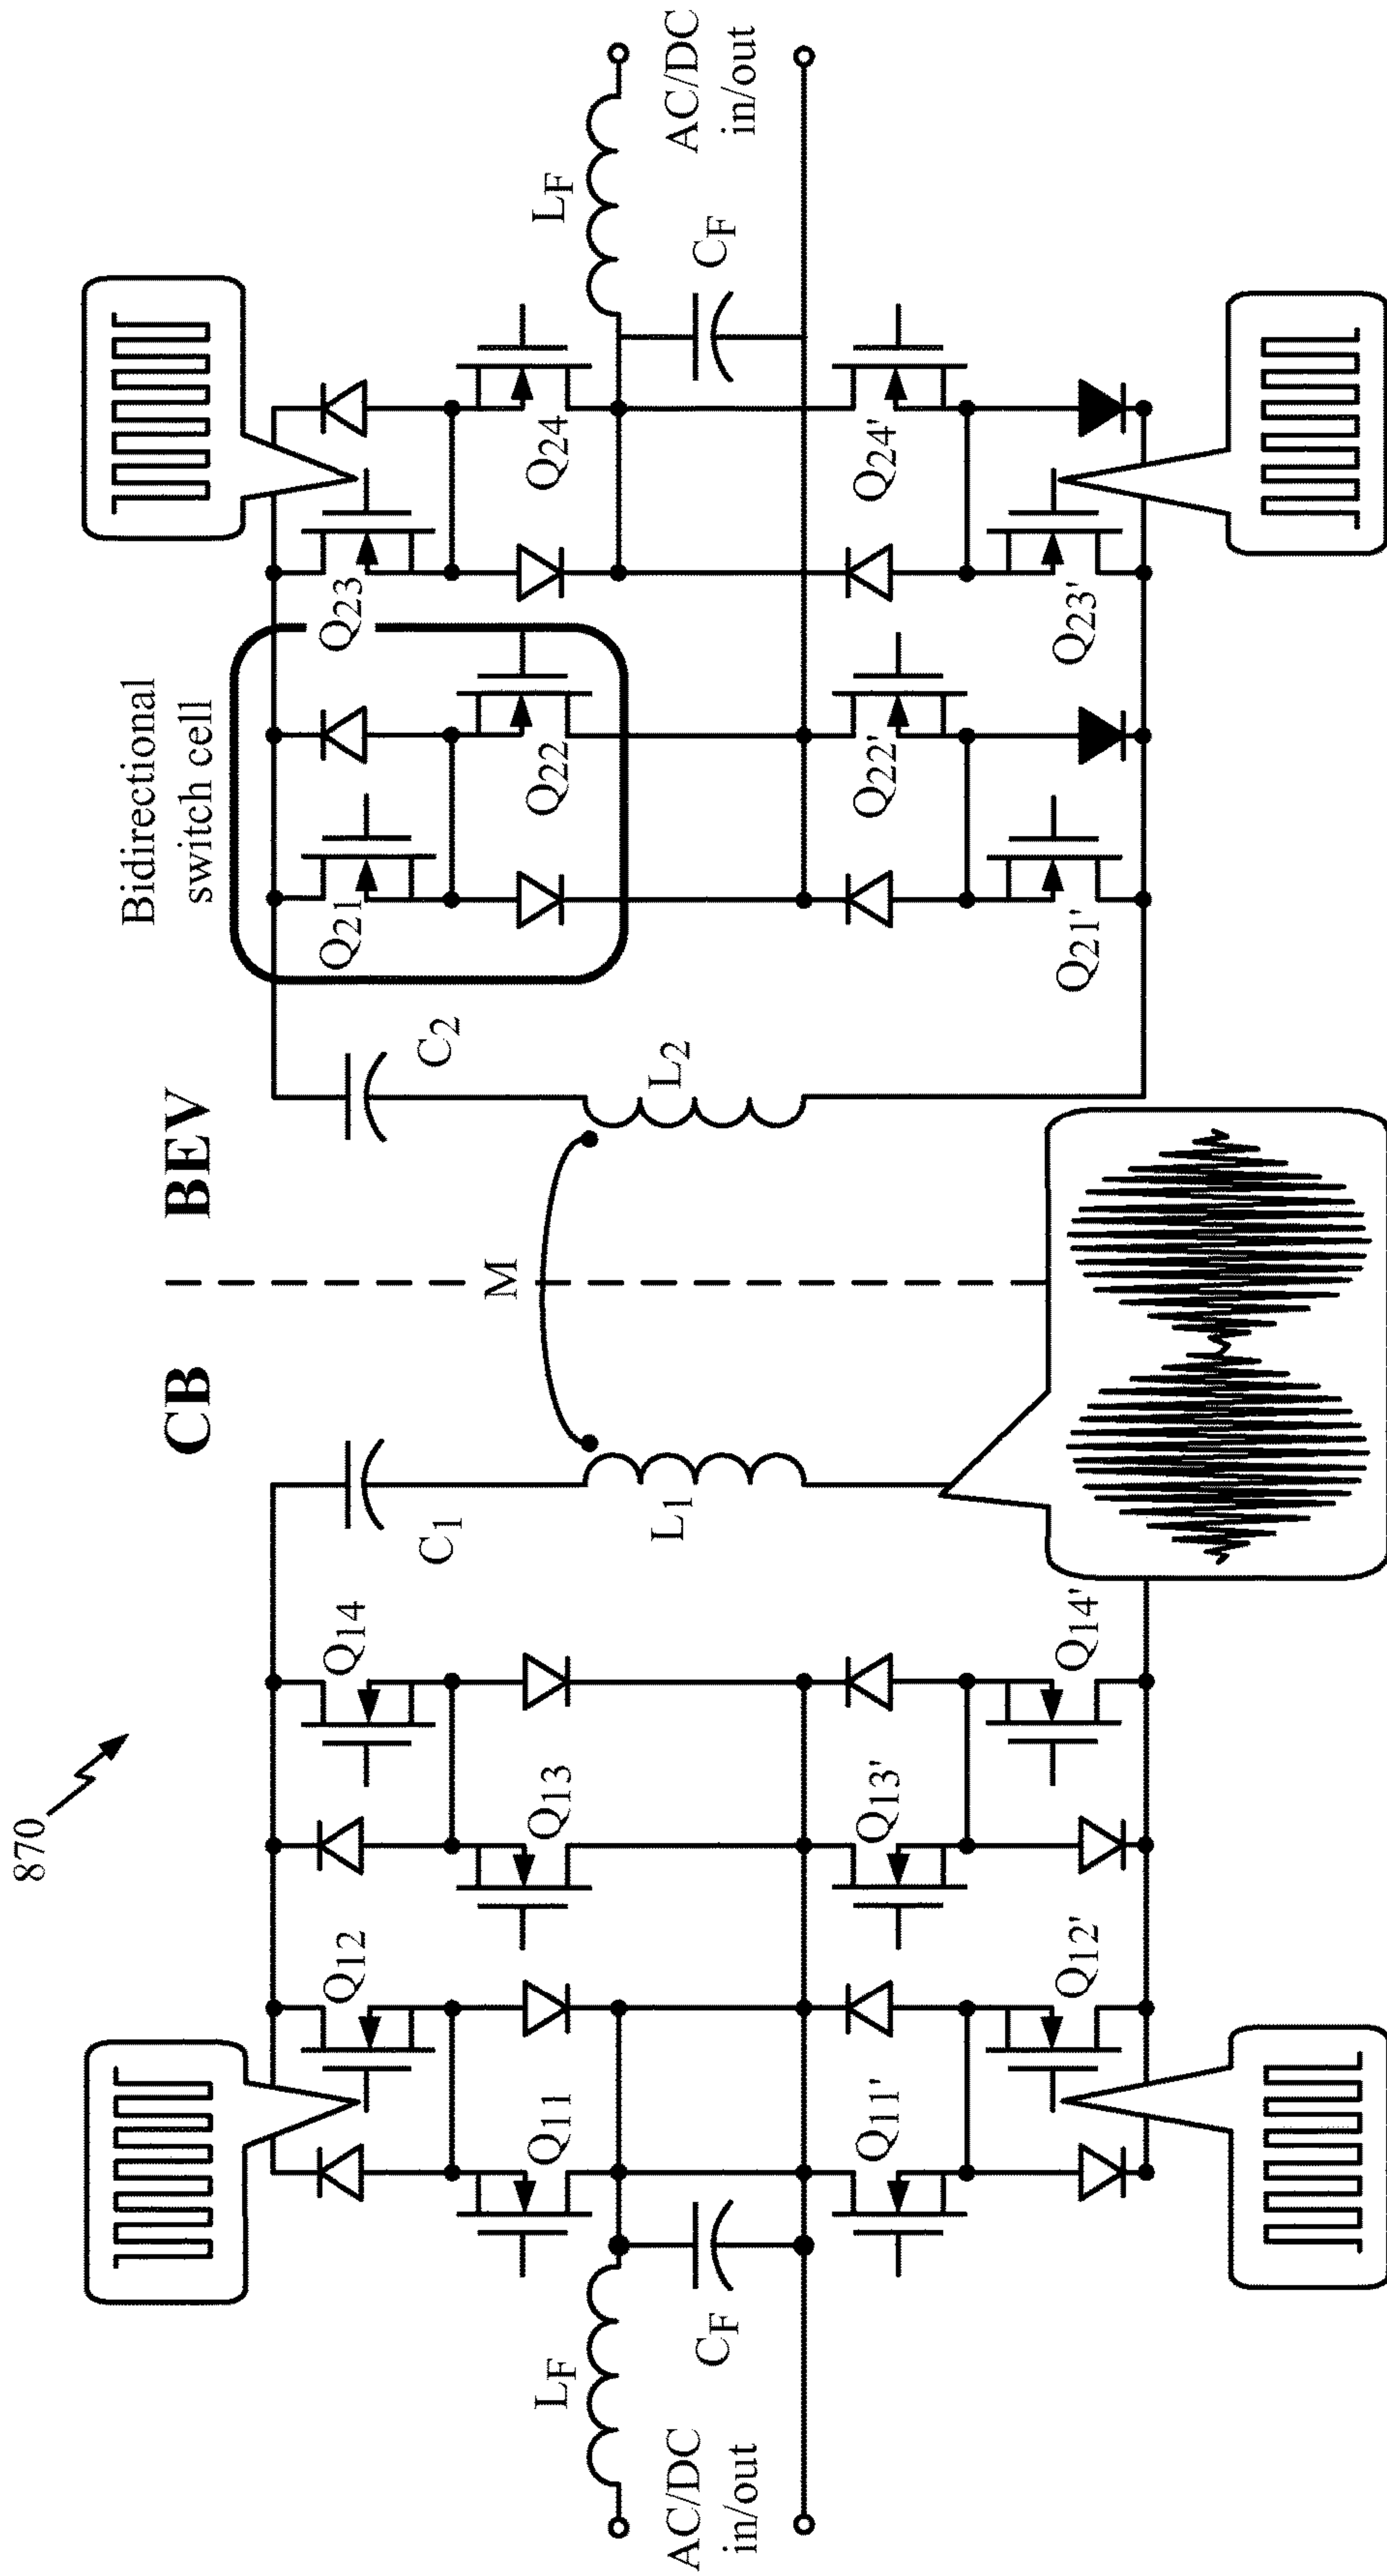 870
CB
BEV
Bidirectional
switch cell
Q12
Q14
Q21
Q23
C1
C2
Q11
Q13
M
Q22
Q24
LF
LF
AC/DC
in/out
CF
L1
L2
CF
AC/DC
in/out
Q11'
Q13'
Q22'
Q24'
Q12'
Q14'
Q21'
Q23'